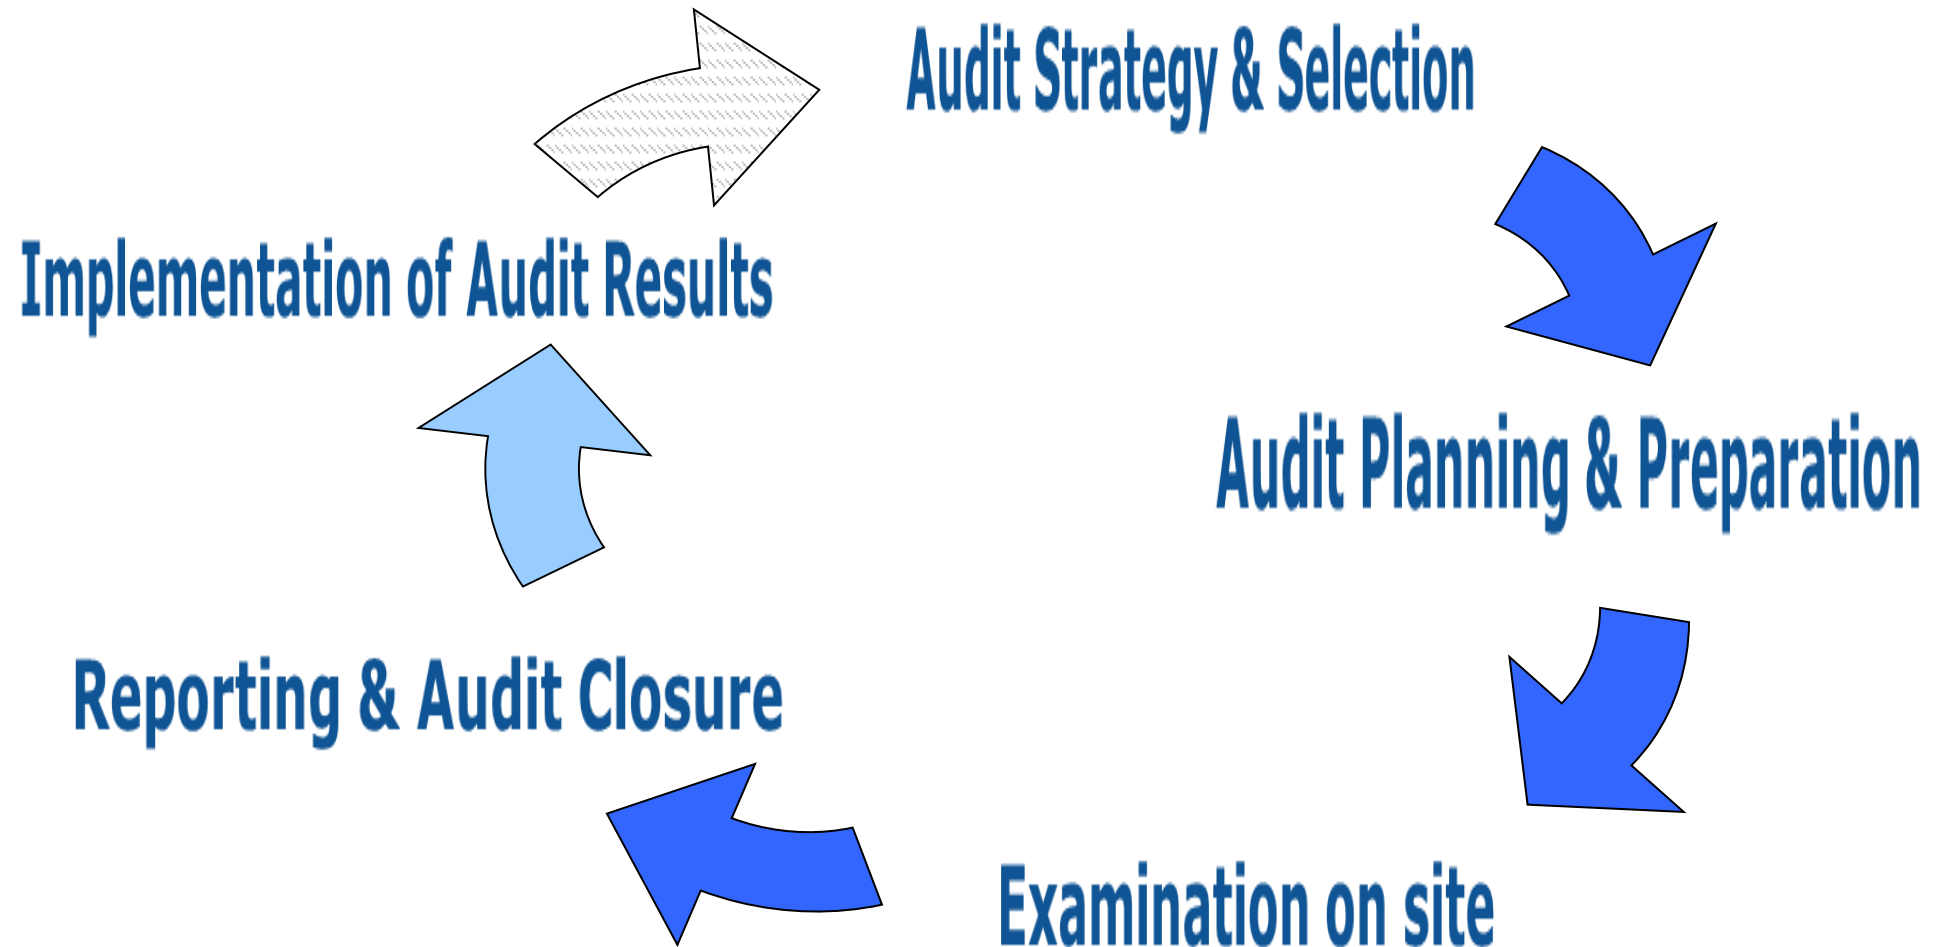 Audit Strategy & Selection
Implementation of Audit Results
Audit Planning & Preparation
Reporting & Audit Closure
Examination on site